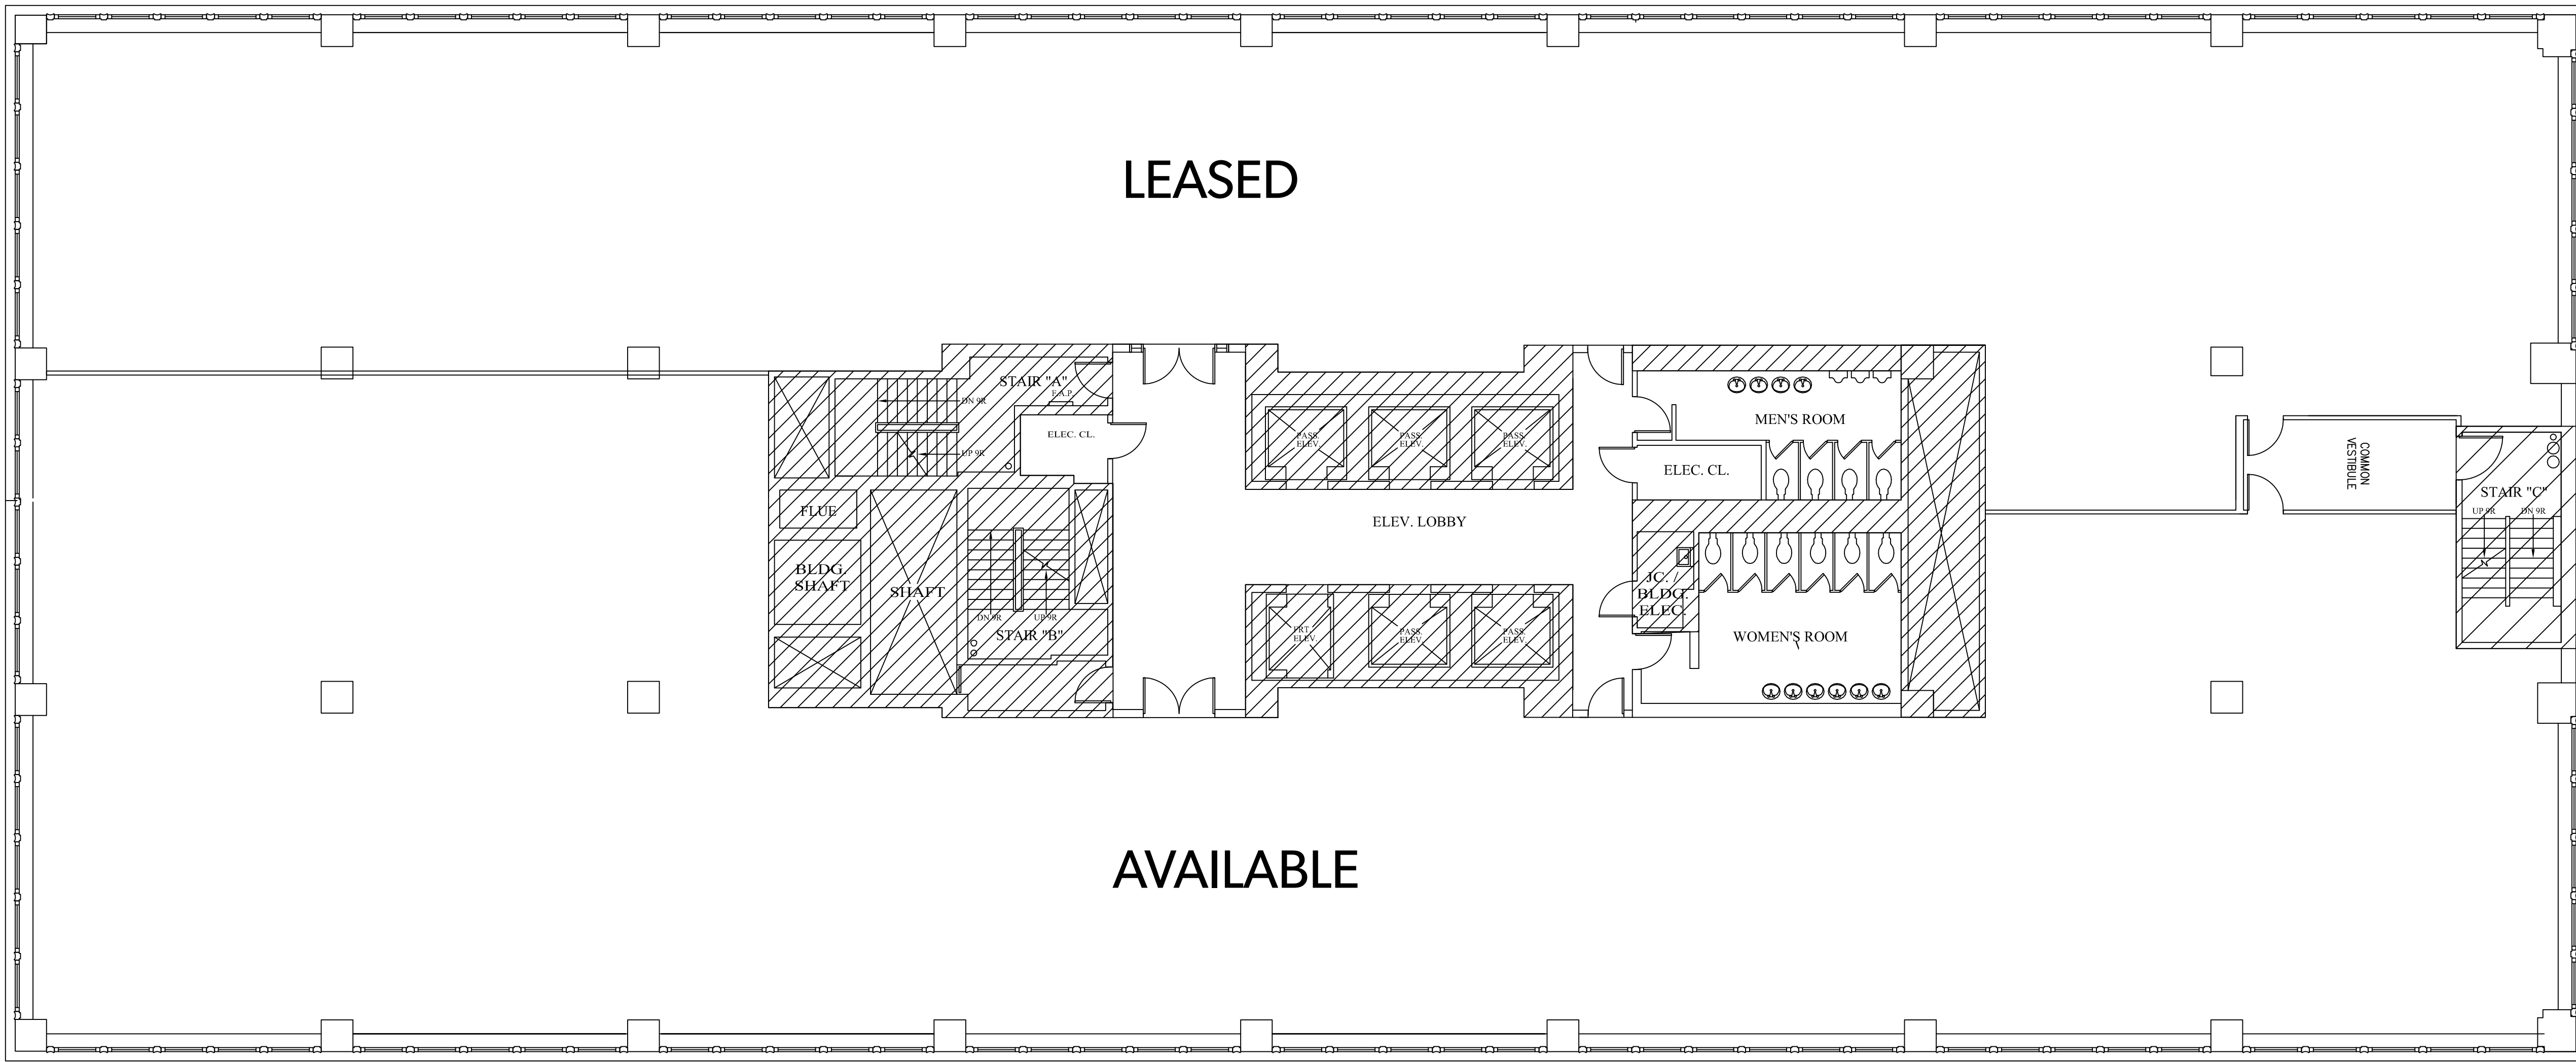 LEASED
STAIR "A"
F.A.P.
DN 9R
ELEC. CL.
UP 9R
PASS.
ELEV.
PASS.
ELEV.
PASS.
ELEV.
MEN'S ROOM
ELEC. CL.
COMMON
VESTIBULE
STAIR "C"
UP 9R
DN 9R
FLUE
ELEV. LOBBY
BLDG.
SHAFT
SHAFT
DN 9R
UP 9R
STAIR "B"
FRT.
ELEV.
PASS.
ELEV.
PASS.
ELEV.
JC. /
BLDG.
ELEC.
WOMEN'S ROOM
AVAILABLE